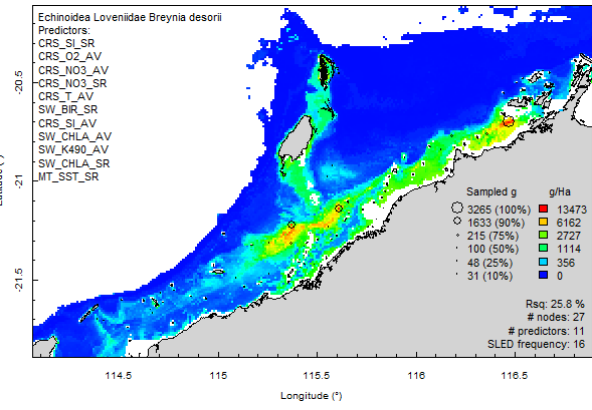 Echinoidea Loveniidae Breynia desorii
Predictors:
CRS_SI_SR
CRS_O2_AV
CRS_NO3_AV
CRS_NO3_SR
CRS_T_AV
SW_BIR_SR
CRS_SI_AV
SW_CHLA_AV
SW_K490_AV
SW_CHLA_SR
MT_SST_SR
-20.5
-21
-21.5
Latitude (°)
Sampled g
3265 (100%)
1633 (90%)
215 (75%)
100 (50%)
48 (25%)
31 (10%)
g/Ha
13473
6162
2727
1114
356
0
Rsq: 25.8 %
# nodes: 27
# predictors: 11
SLED frequency: 16
114.5 115 115.5 116 116.5
Longitude (°)